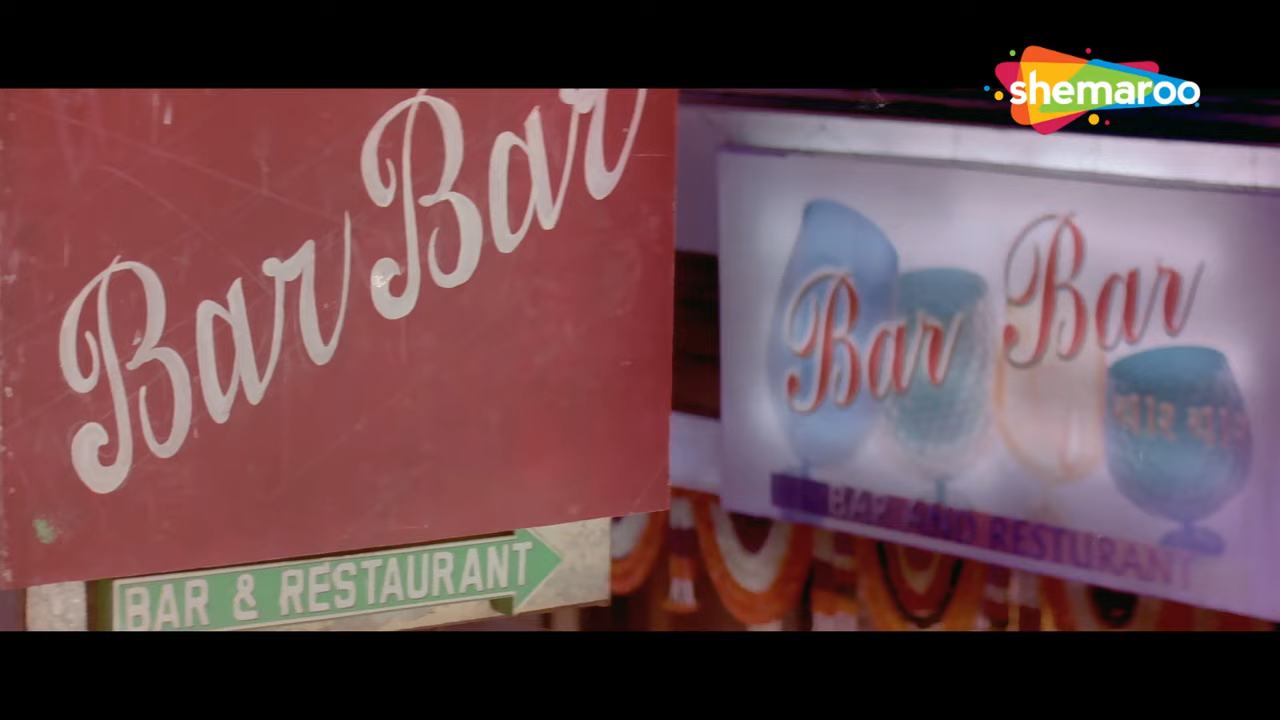 shemaroo
Bar Bar
BAR & RESTAURANT
Bar Bar
बार बार
BAR AND RESTURANT